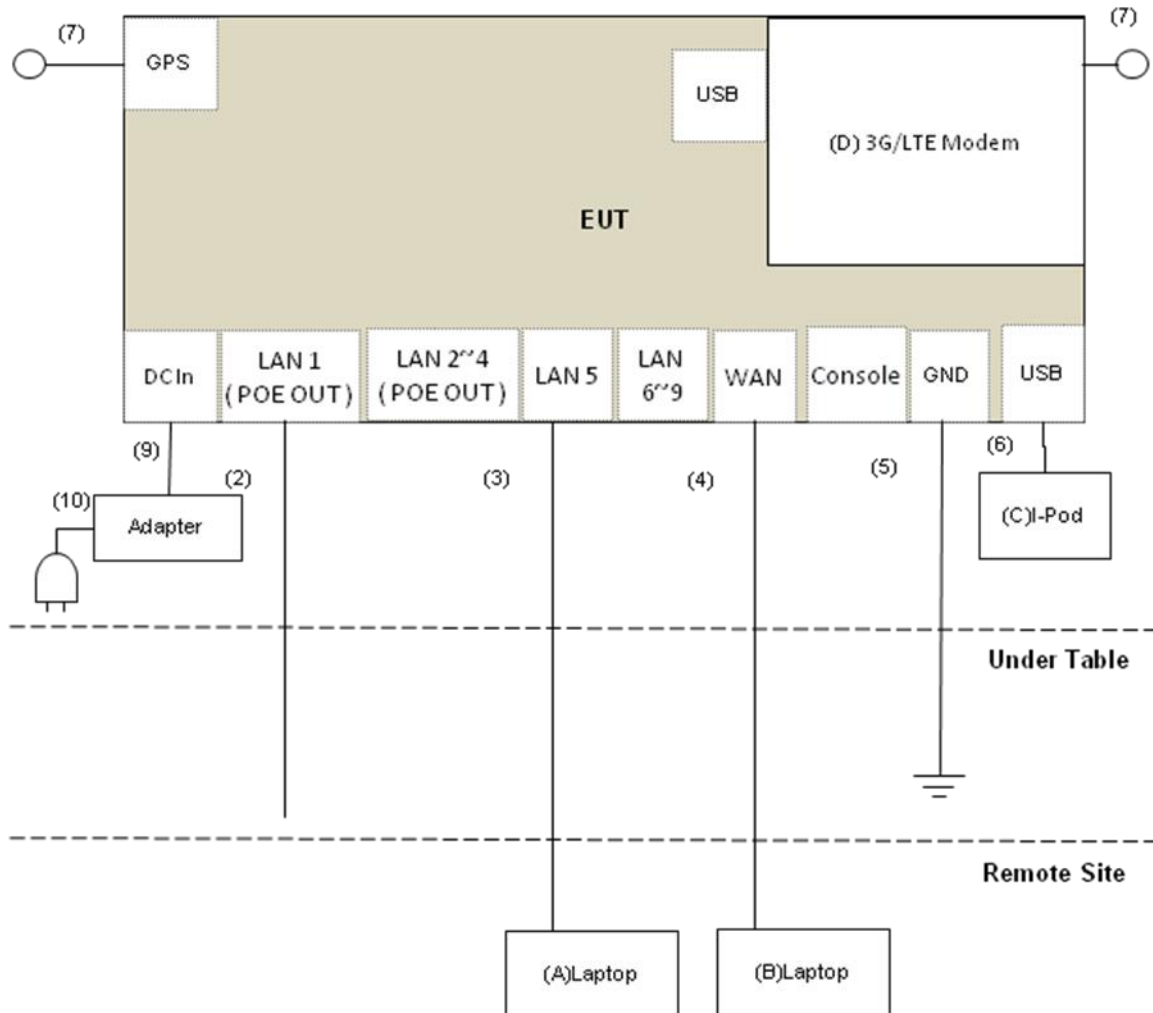 (7)
(7)
GPS
USB
(D) 3G/LTE Modem
EUT
DC In
LAN 1
( POE OUT )
LAN 2~4
( POE OUT )
LAN 5
LAN
6~9
WAN
Console
GND
USB
(9)
(2)
(3)
(4)
(5)
(6)
(10)
Adapter
(C)I-Pod
Under Table
Remote Site
(A)Laptop
(B)Laptop